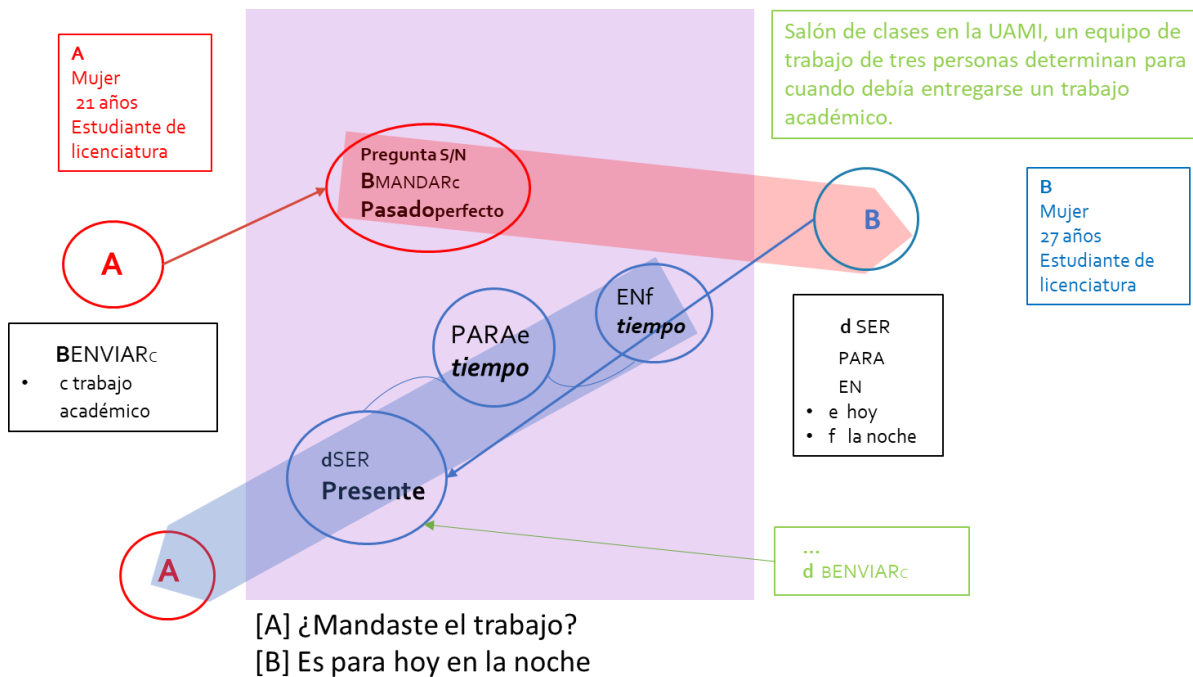 A
Mujer
21 años
Estudiante de
licenciatura
Salón de clases en la UAMI, un equipo de
trabajo de tres personas determinan para
cuando debía entregarse un trabajo
académico.
Pregunta S/N
BMANDARc
Pasadoperfecto
A
B
B
Mujer
27 años
Estudiante de
licenciatura
BENVIARc
• c trabajo
académico
PARAe
tiempo
ENf
tiempo
d SER
PARA
EN
• e hoy
• f la noche
dSER
Presente
A
...
d BENVIARc
[A] ¿Mandaste el trabajo?
[B] Es para hoy en la noche